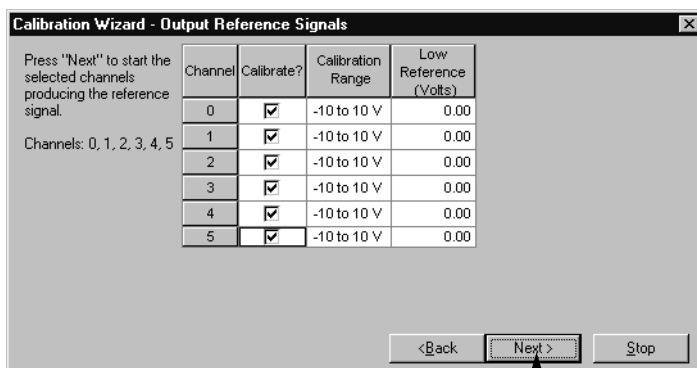 Calibration Wizard - Output Reference Signals
Press "Next" to start the
selected channels
producing the reference
signal.
Channels: 0, 1, 2, 3, 4, 5
Channel Calibrate? Calibration Range Low Reference (Volts)
0 -10 to 10 V 0.00
1 -10 to 10 V 0.00
2 -10 to 10 V 0.00
3 -10 to 10 V 0.00
4 -10 to 10 V 0.00
5 -10 to 10 V 0.00
<Back Next > Stop